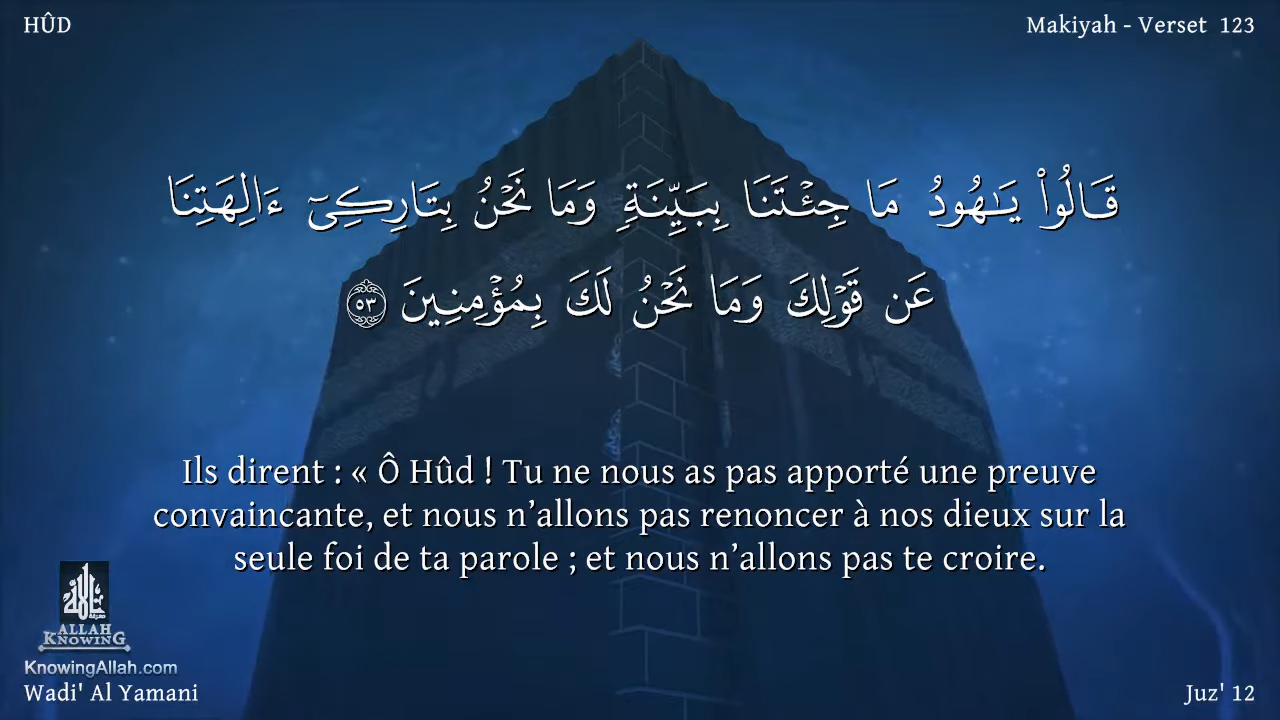 HÛD
Makiyah - Verset 123
قَالُوا۟ يَـٰهُودُ مَا جِئْتَنَا بِبَيِّنَةٍ وَمَا نَحْنُ بِتَارِكِىٓ ءَالِهَتِنَا
عَن قَوْلِكَ وَمَا نَحْنُ لَكَ بِمُؤْمِنِينَ ٥٣
Ils dirent : « Ô Hûd ! Tu ne nous as pas apporté une preuve
convaincante, et nous n’allons pas renoncer à nos dieux sur la
seule foi de ta parole ; et nous n’allons pas te croire.
ALLAH
KNOWING
KnowingAllah.com
Wadi' Al Yamani
Juz' 12